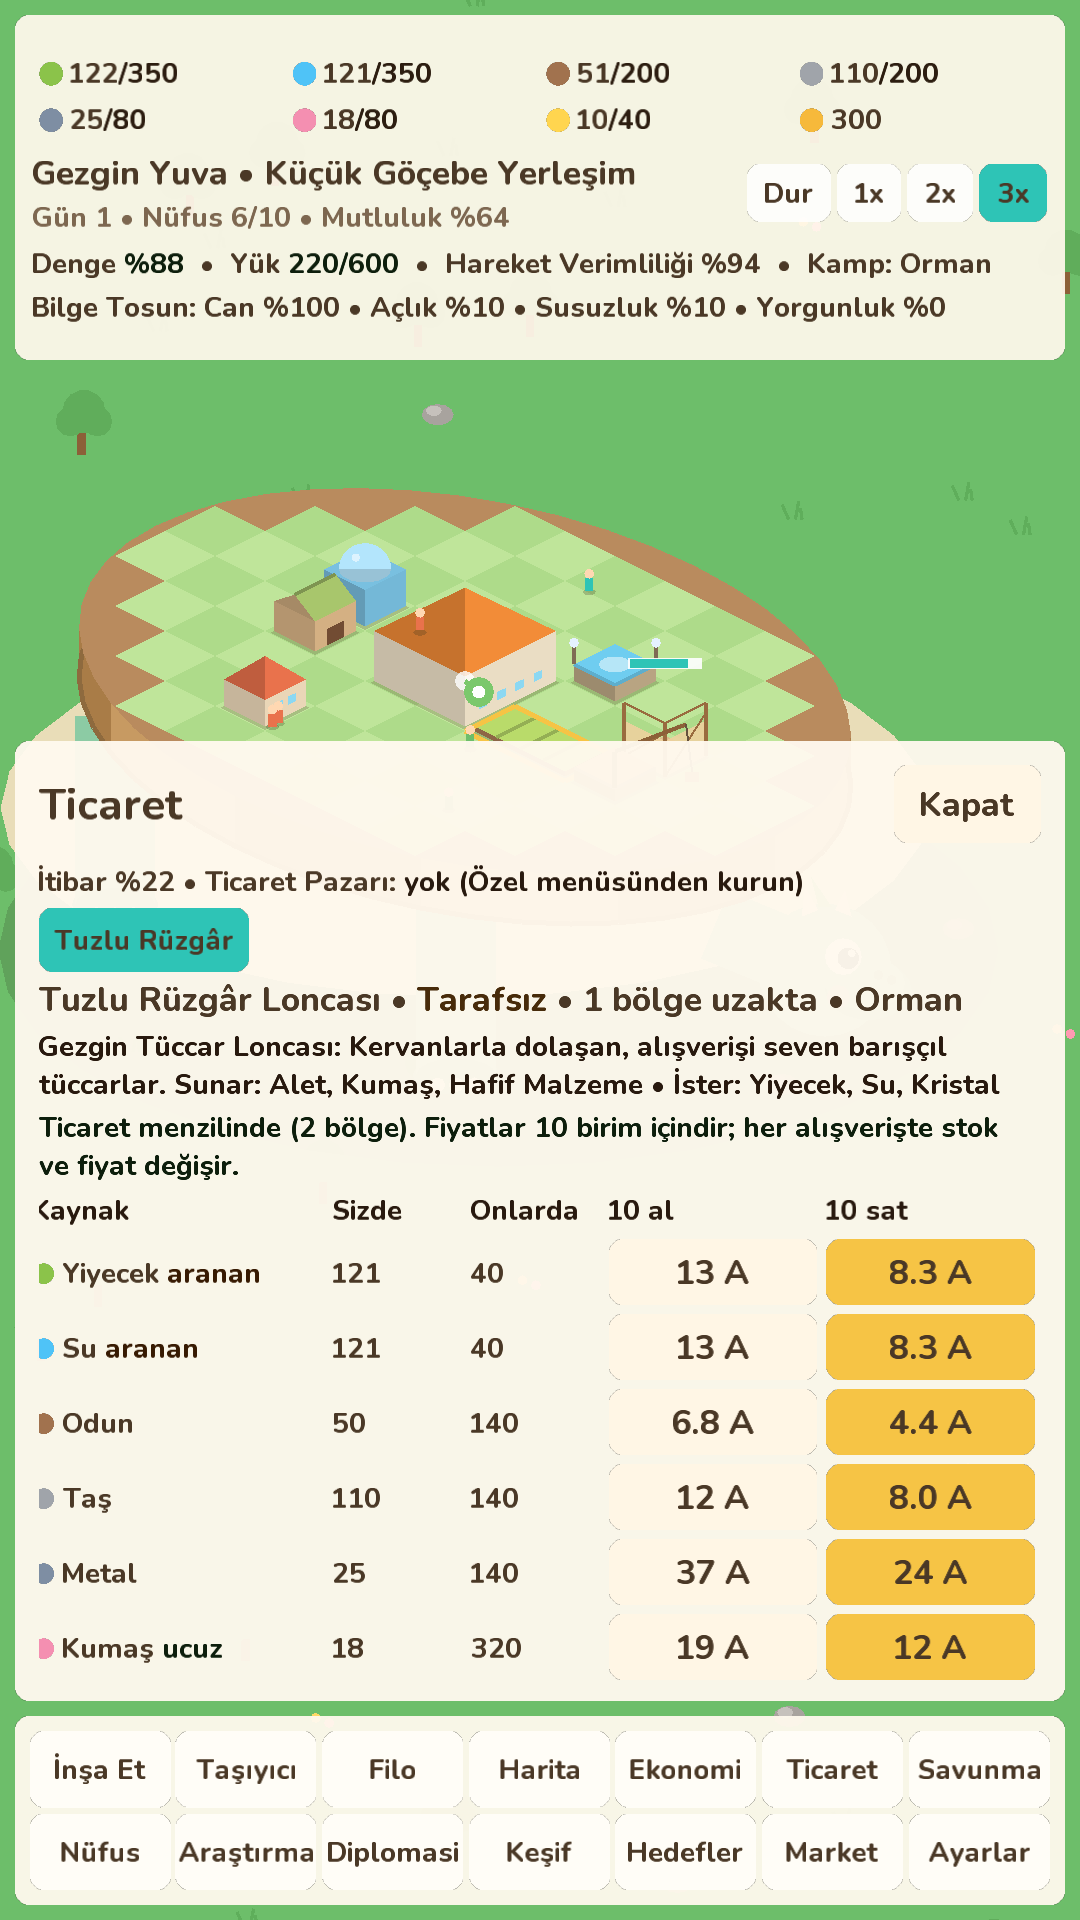 122/350 121/350 51/200 110/200
25/80 18/80 10/40 300
Gezgin Yuva • Küçük Göçebe Yerleşim
Gün 1 • Nüfus 6/10 • Mutluluk %64
Dur 1x 2x 3x
Denge %88 • Yük 220/600 • Hareket Verimliliği %94 • Kamp: Orman
Bilge Tosun: Can %100 • Açlık %10 • Susuzluk %10 • Yorgunluk %0
Ticaret Kapat
İtibar %22 • Ticaret Pazarı: yok (Özel menüsünden kurun)
Tuzlu Rüzgâr
Tuzlu Rüzgâr Loncası • Tarafsız • 1 bölge uzakta • Orman
Gezgin Tüccar Loncası: Kervanlarla dolaşan, alışverişi seven barışçıl
tüccarlar. Sunar: Alet, Kumaş, Hafif Malzeme • İster: Yiyecek, Su, Kristal
Ticaret menzilinde (2 bölge). Fiyatlar 10 birim içindir; her alışverişte stok
ve fiyat değişir.
Kaynak Sizde Onlarda 10 al 10 sat
Yiyecek aranan 121 40 13 A 8.3 A
Su aranan 121 40 13 A 8.3 A
Odun 50 140 6.8 A 4.4 A
Taş 110 140 12 A 8.0 A
Metal 25 140 37 A 24 A
Kumaş ucuz 18 320 19 A 12 A
İnşa Et Taşıyıcı Filo Harita Ekonomi Ticaret Savunma
Nüfus Araştırma Diplomasi Keşif Hedefler Market Ayarlar